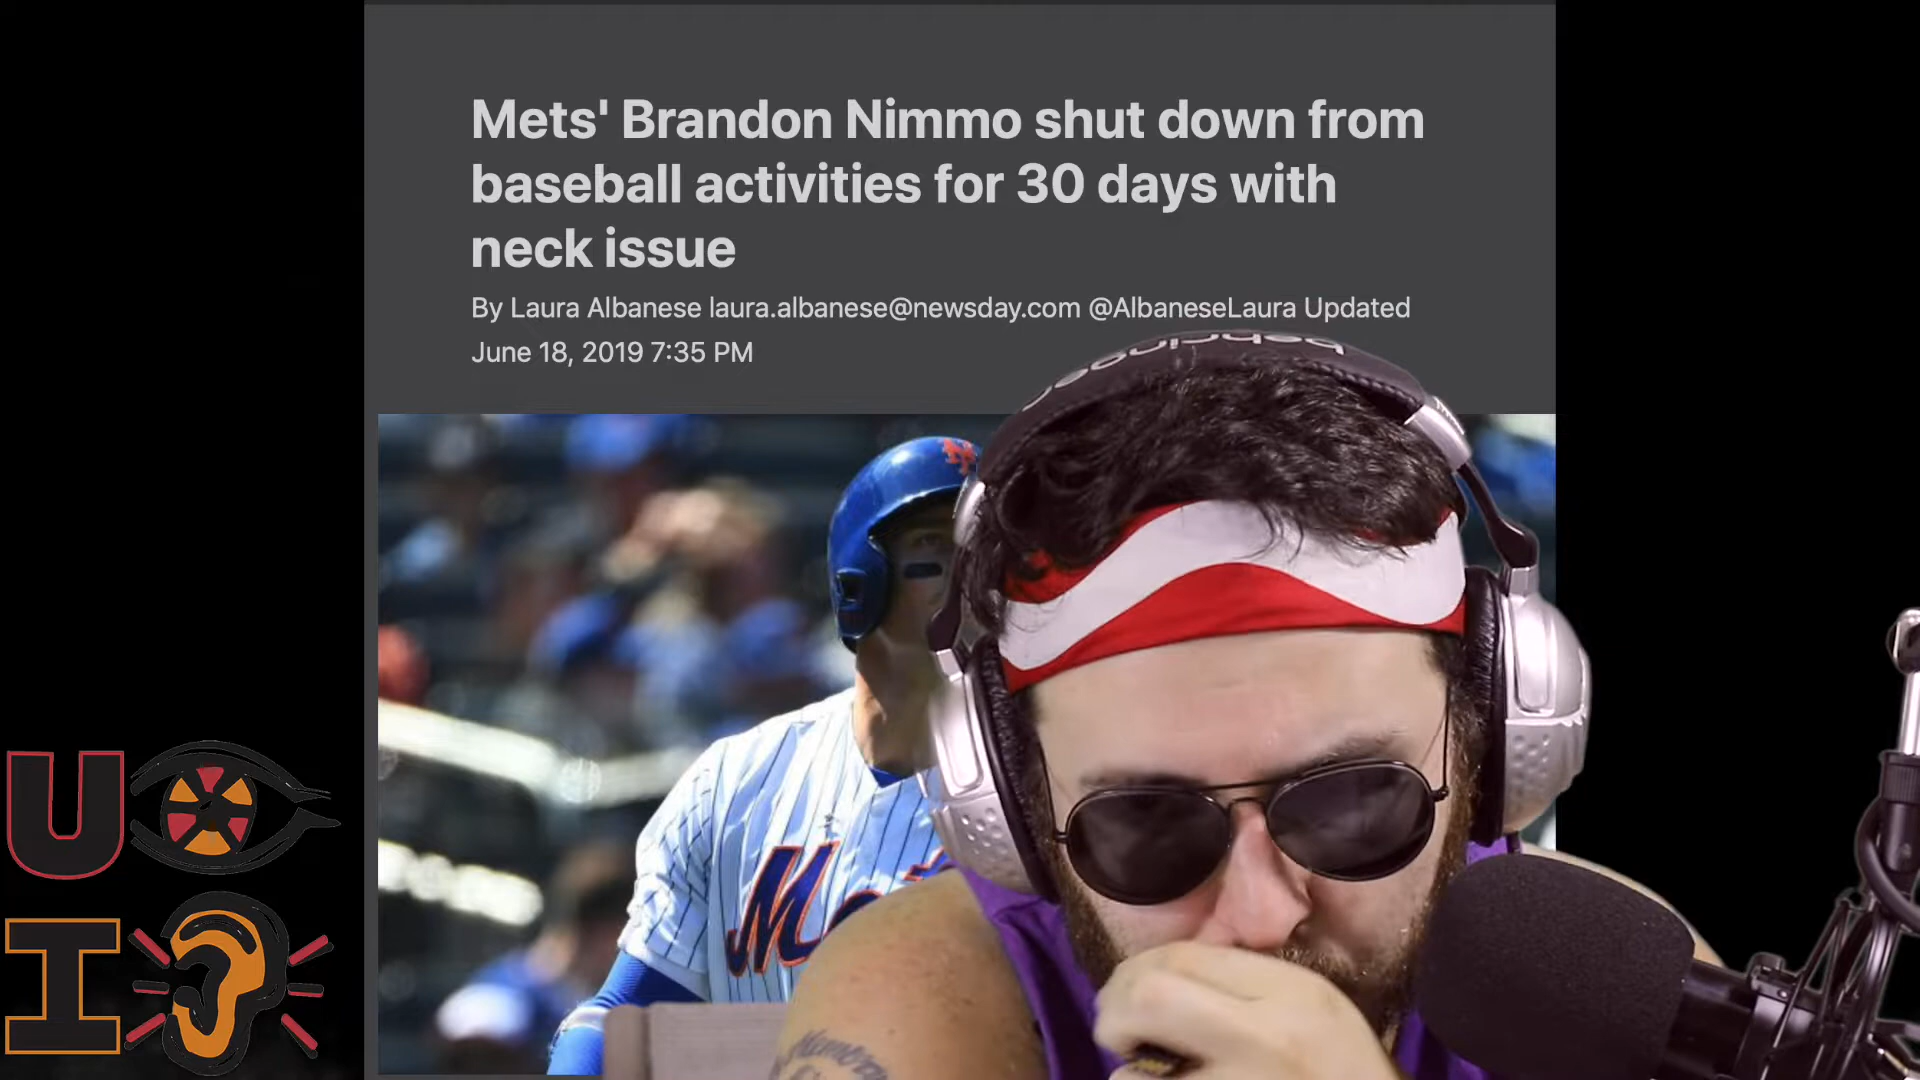 Mets' Brandon Nimmo shut down from
baseball activities for 30 days with
neck issue
By Laura Albanese laura.albanese@newsday.com @AlbaneseLaura Updated
June 18, 2019 7:35 PM
U
I